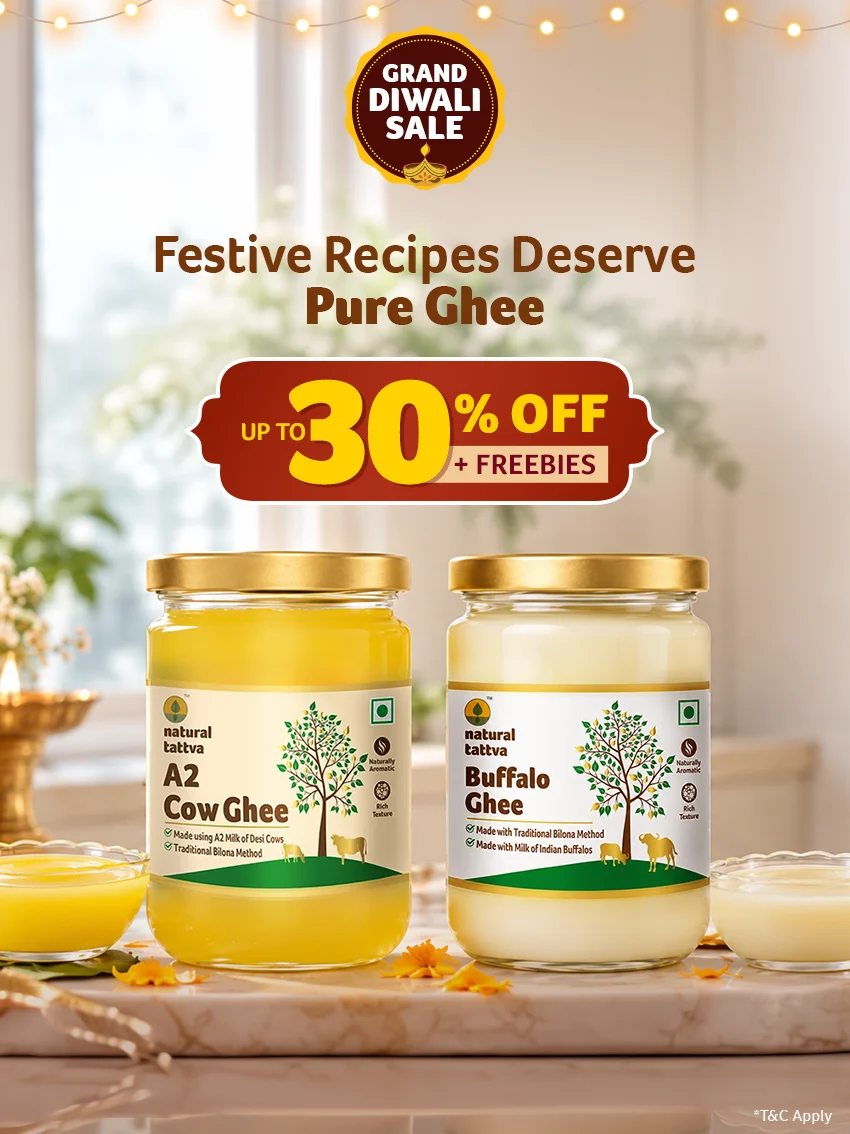 GRAND
DIWALI
SALE
Festive Recipes Deserve
Pure Ghee
UP TO 30% OFF
+ FREEBIES
natural
tattva
TM
A2
Cow Ghee
Made using A2 Milk of Desi Cows
Traditional Bilona Method
Naturally
Aromatic
Rich
Texture
natural
tattva
TM
Buffalo
Ghee
Made with Traditional Bilona Method
Made with Milk of Indian Buffalos
Naturally
Aromatic
Rich
Texture
*T&C Apply